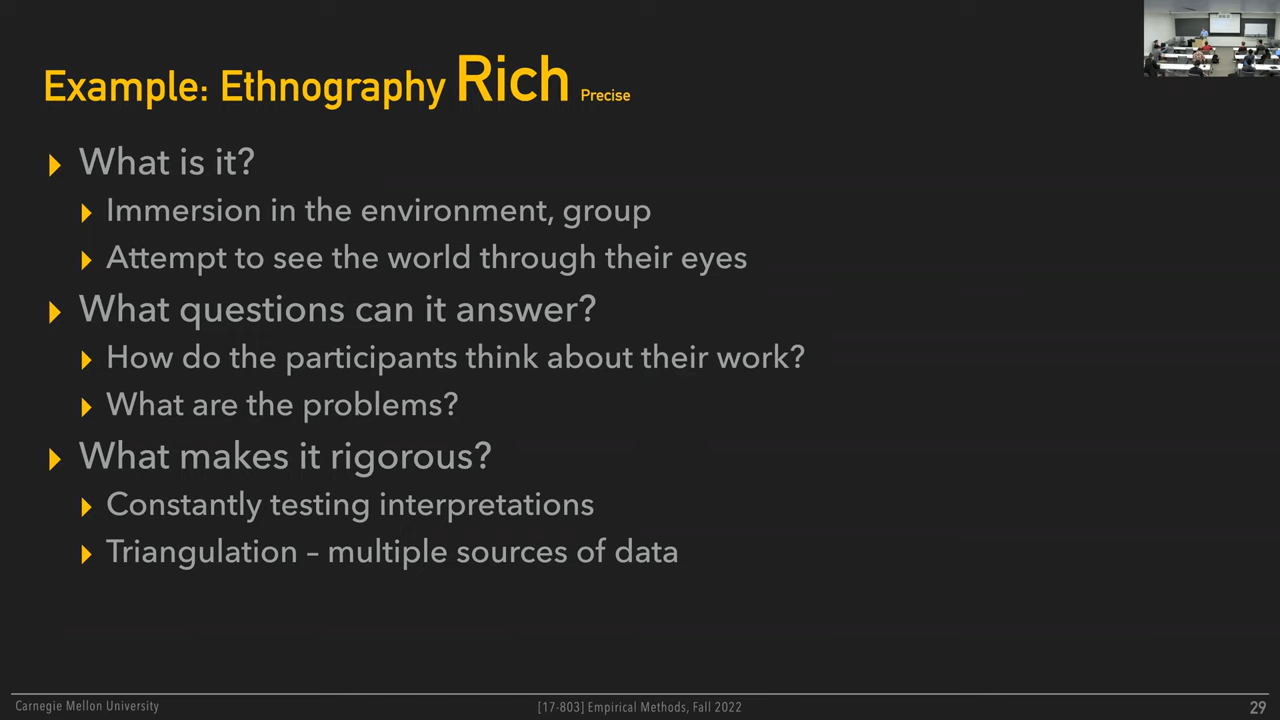 Example: Ethnography Rich Precise
What is it?
Immersion in the environment, group
Attempt to see the world through their eyes
What questions can it answer?
How do the participants think about their work?
What are the problems?
What makes it rigorous?
Constantly testing interpretations
Triangulation – multiple sources of data
Carnegie Mellon University
[17-803] Empirical Methods, Fall 2022
29